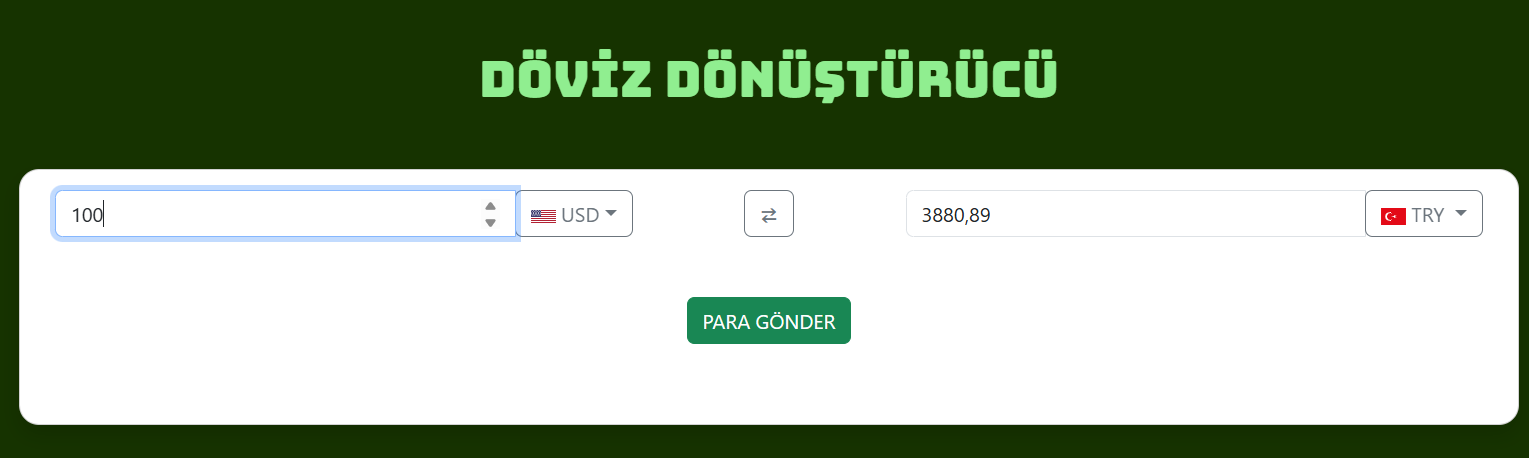 DÖVİZ DÖNÜŞTÜRÜCÜ
100 USD 3880,89 TRY
PARA GÖNDER